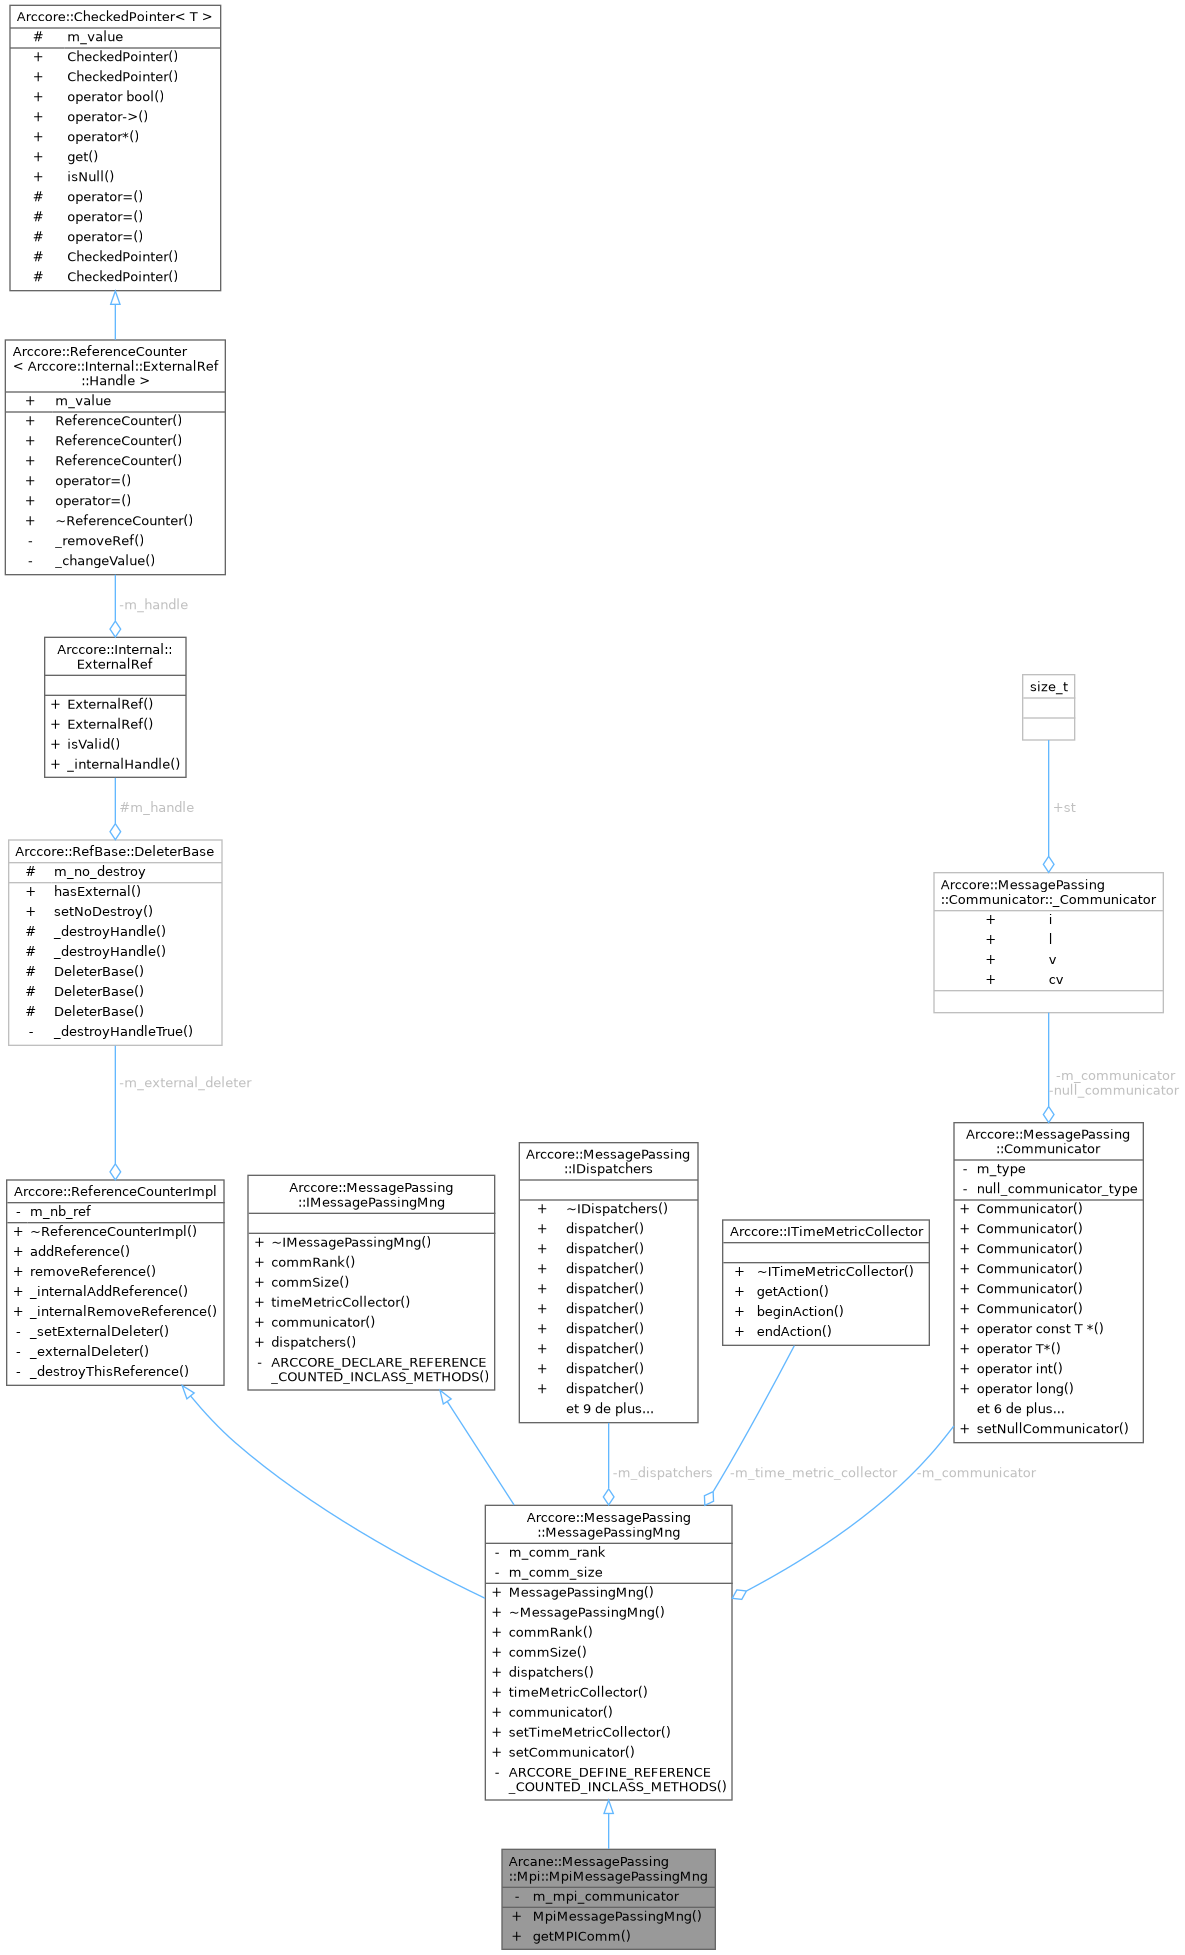 Arccore::CheckedPointer< T >
# m_value
+ CheckedPointer()
+ CheckedPointer()
+ operator bool()
+ operator->()
+ operator*()
+ get()
+ isNull()
# operator=()
# operator=()
# operator=()
# CheckedPointer()
# CheckedPointer()
Arccore::ReferenceCounter
< Arccore::Internal::ExternalRef
::Handle >
+ m_value
+ ReferenceCounter()
+ ReferenceCounter()
+ ReferenceCounter()
+ operator=()
+ operator=()
+ ~ReferenceCounter()
- _removeRef()
- _changeValue()
-m_handle
Arccore::Internal::
ExternalRef
+ ExternalRef()
+ ExternalRef()
+ isValid()
+ _internalHandle()
#m_handle
Arccore::RefBase::DeleterBase
# m_no_destroy
+ hasExternal()
+ setNoDestroy()
# _destroyHandle()
# _destroyHandle()
# DeleterBase()
# DeleterBase()
# DeleterBase()
- _destroyHandleTrue()
-m_external_deleter
Arccore::ReferenceCounterImpl
- m_nb_ref
+ ~ReferenceCounterImpl()
+ addReference()
+ removeReference()
+ _internalAddReference()
+ _internalRemoveReference()
- _setExternalDeleter()
- _externalDeleter()
- _destroyThisReference()
Arccore::MessagePassing
::IMessagePassingMng
+ ~IMessagePassingMng()
+ commRank()
+ commSize()
+ timeMetricCollector()
+ communicator()
+ dispatchers()
- ARCCORE_DECLARE_REFERENCE
_COUNTED_INCLASS_METHODS()
Arccore::MessagePassing
::IDispatchers
+ ~IDispatchers()
+ dispatcher()
+ dispatcher()
+ dispatcher()
+ dispatcher()
+ dispatcher()
+ dispatcher()
+ dispatcher()
+ dispatcher()
+ dispatcher()
et 9 de plus...
-m_dispatchers
Arccore::ITimeMetricCollector
+ ~ITimeMetricCollector()
+ getAction()
+ beginAction()
+ endAction()
-m_time_metric_collector
size_t
+st
Arccore::MessagePassing
::Communicator::_Communicator
+ i
+ l
+ v
+ cv
-m_communicator
-null_communicator
Arccore::MessagePassing
::Communicator
- m_type
- null_communicator_type
+ Communicator()
+ Communicator()
+ Communicator()
+ Communicator()
+ Communicator()
+ Communicator()
+ operator const T *()
+ operator T*()
+ operator int()
+ operator long()
et 6 de plus...
+ setNullCommunicator()
-m_communicator
Arccore::MessagePassing
::MessagePassingMng
- m_comm_rank
- m_comm_size
+ MessagePassingMng()
+ ~MessagePassingMng()
+ commRank()
+ commSize()
+ dispatchers()
+ timeMetricCollector()
+ communicator()
+ setTimeMetricCollector()
+ setCommunicator()
- ARCCORE_DEFINE_REFERENCE
_COUNTED_INCLASS_METHODS()
Arcane::MessagePassing
::Mpi::MpiMessagePassingMng
- m_mpi_communicator
+ MpiMessagePassingMng()
+ getMPIComm()